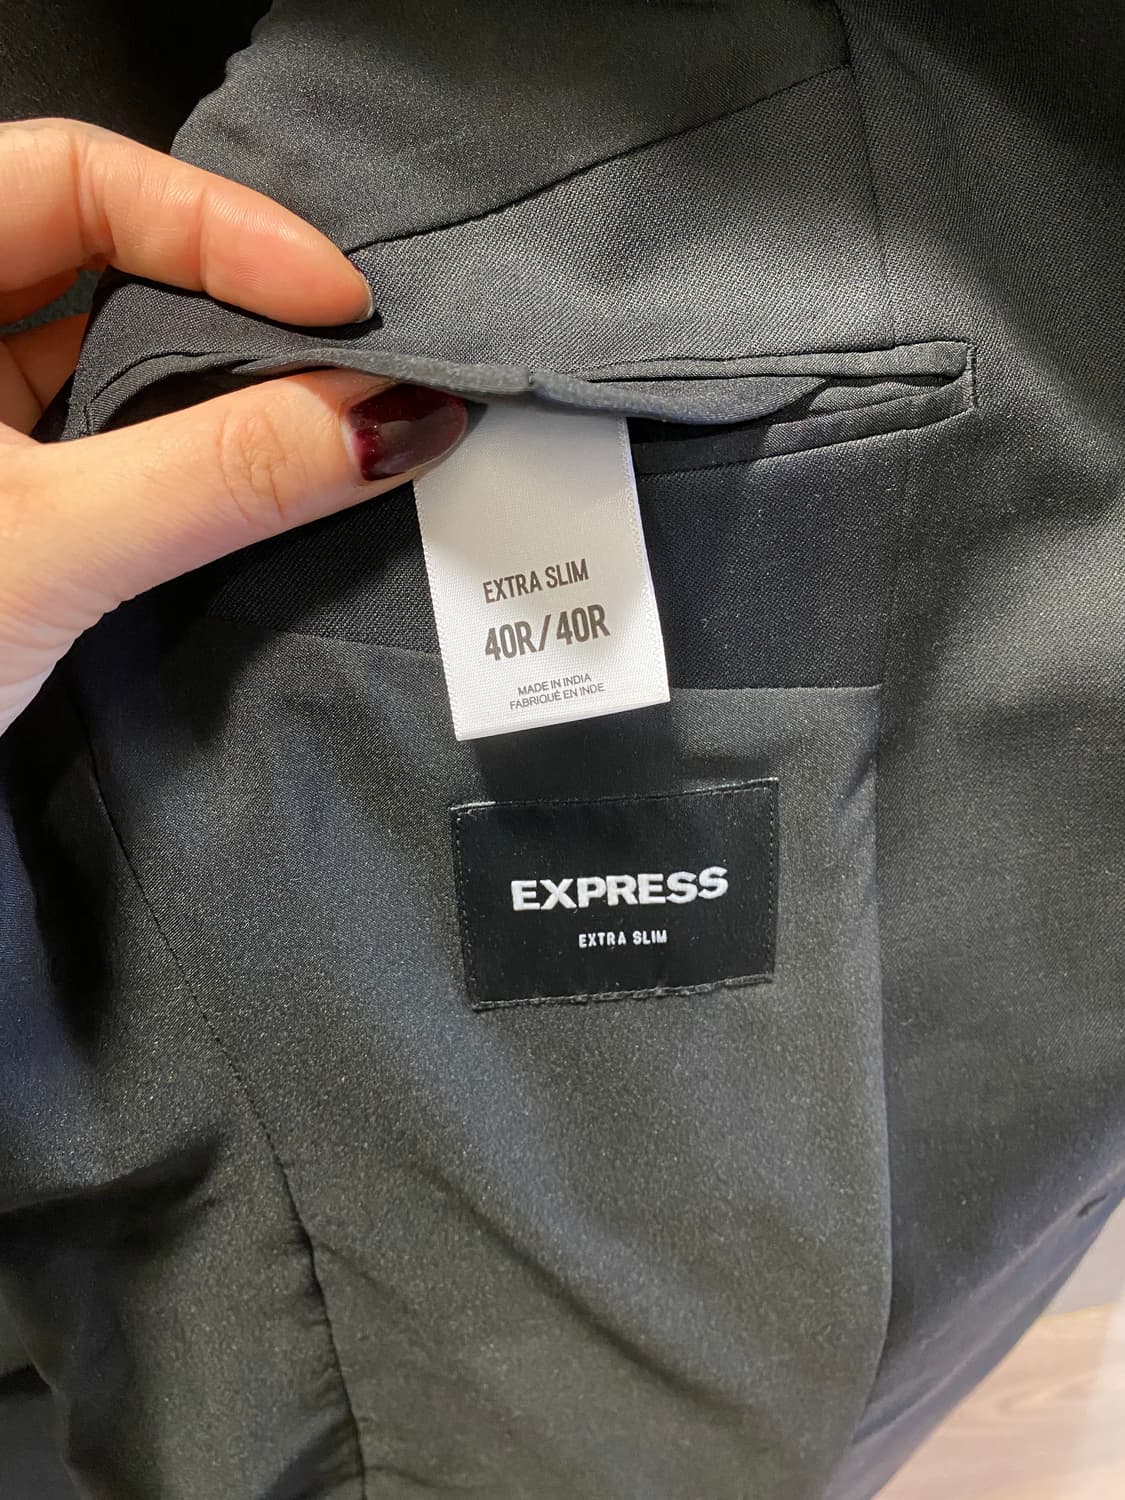 EXTRA SLIM
40R/40R
MADE IN INDIA
FABRIQUÉ EN INDE
EXPRESS
EXTRA SLIM